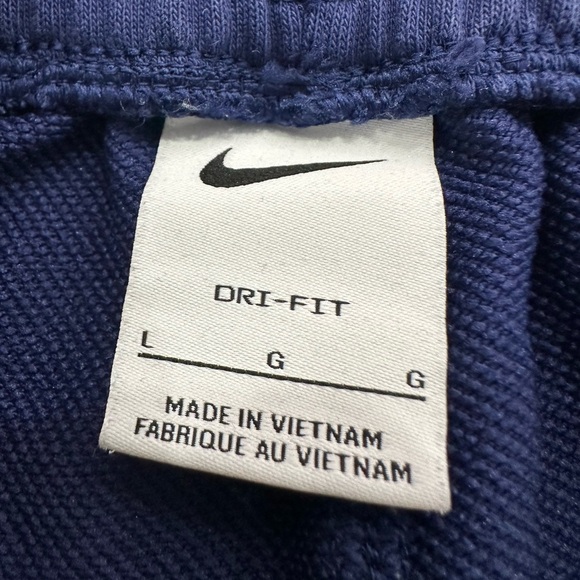 DRI-FIT
L G G
MADE IN VIETNAM
FABRIQUE AU VIETNAM